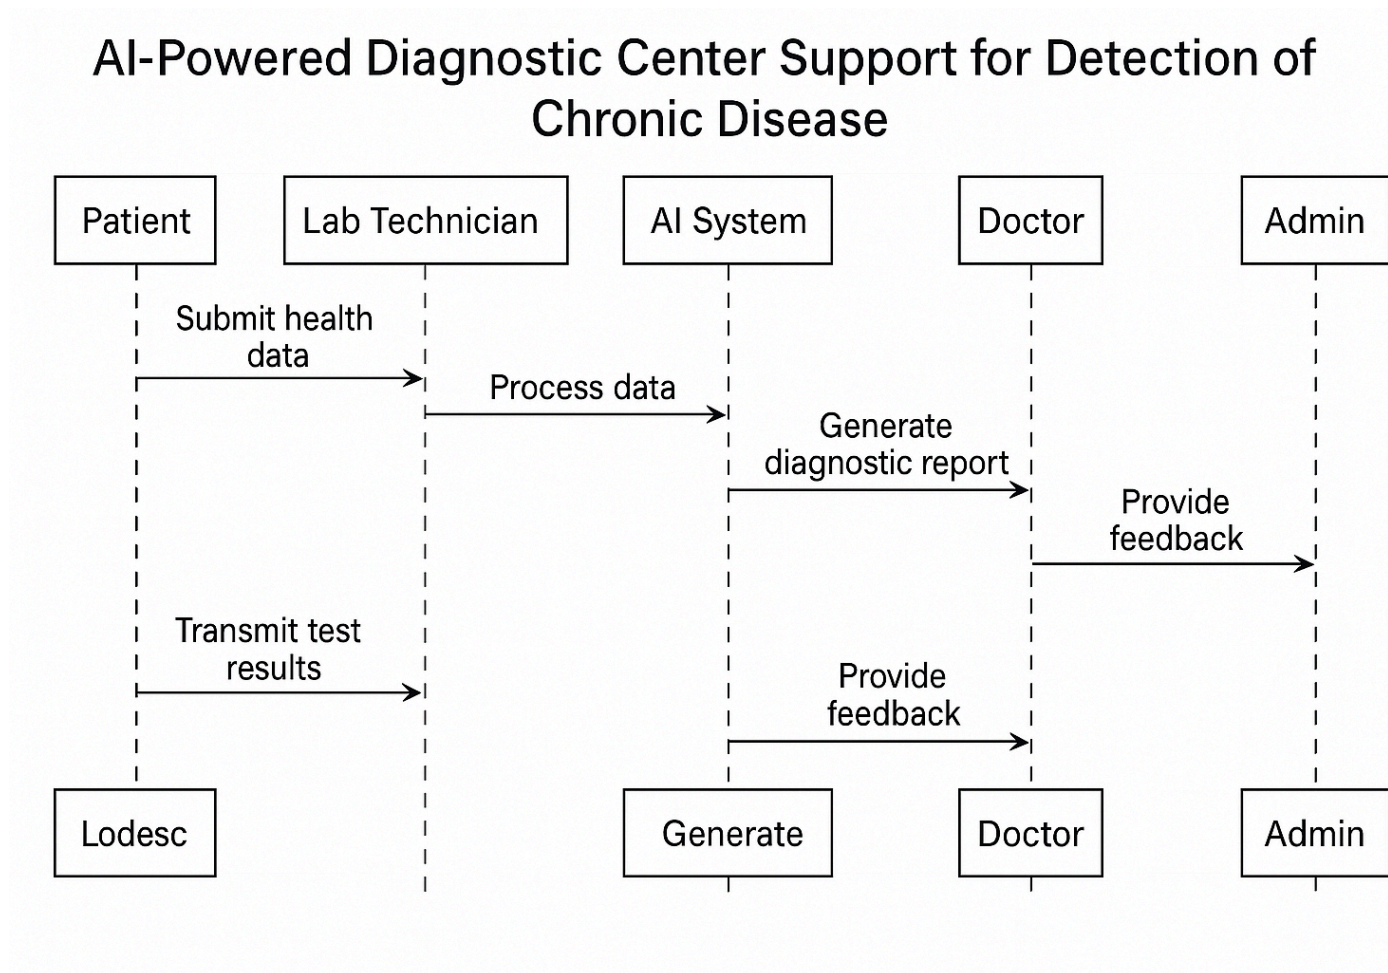 AI-Powered Diagnostic Center Support for Detection of
Chronic Disease
Patient
Lab Technician
AI System
Doctor
Admin
Submit health
data
Process data
Generate
diagnostic report
Provide
feedback
Transmit test
results
Provide
feedback
Lodesc
Generate
Doctor
Admin